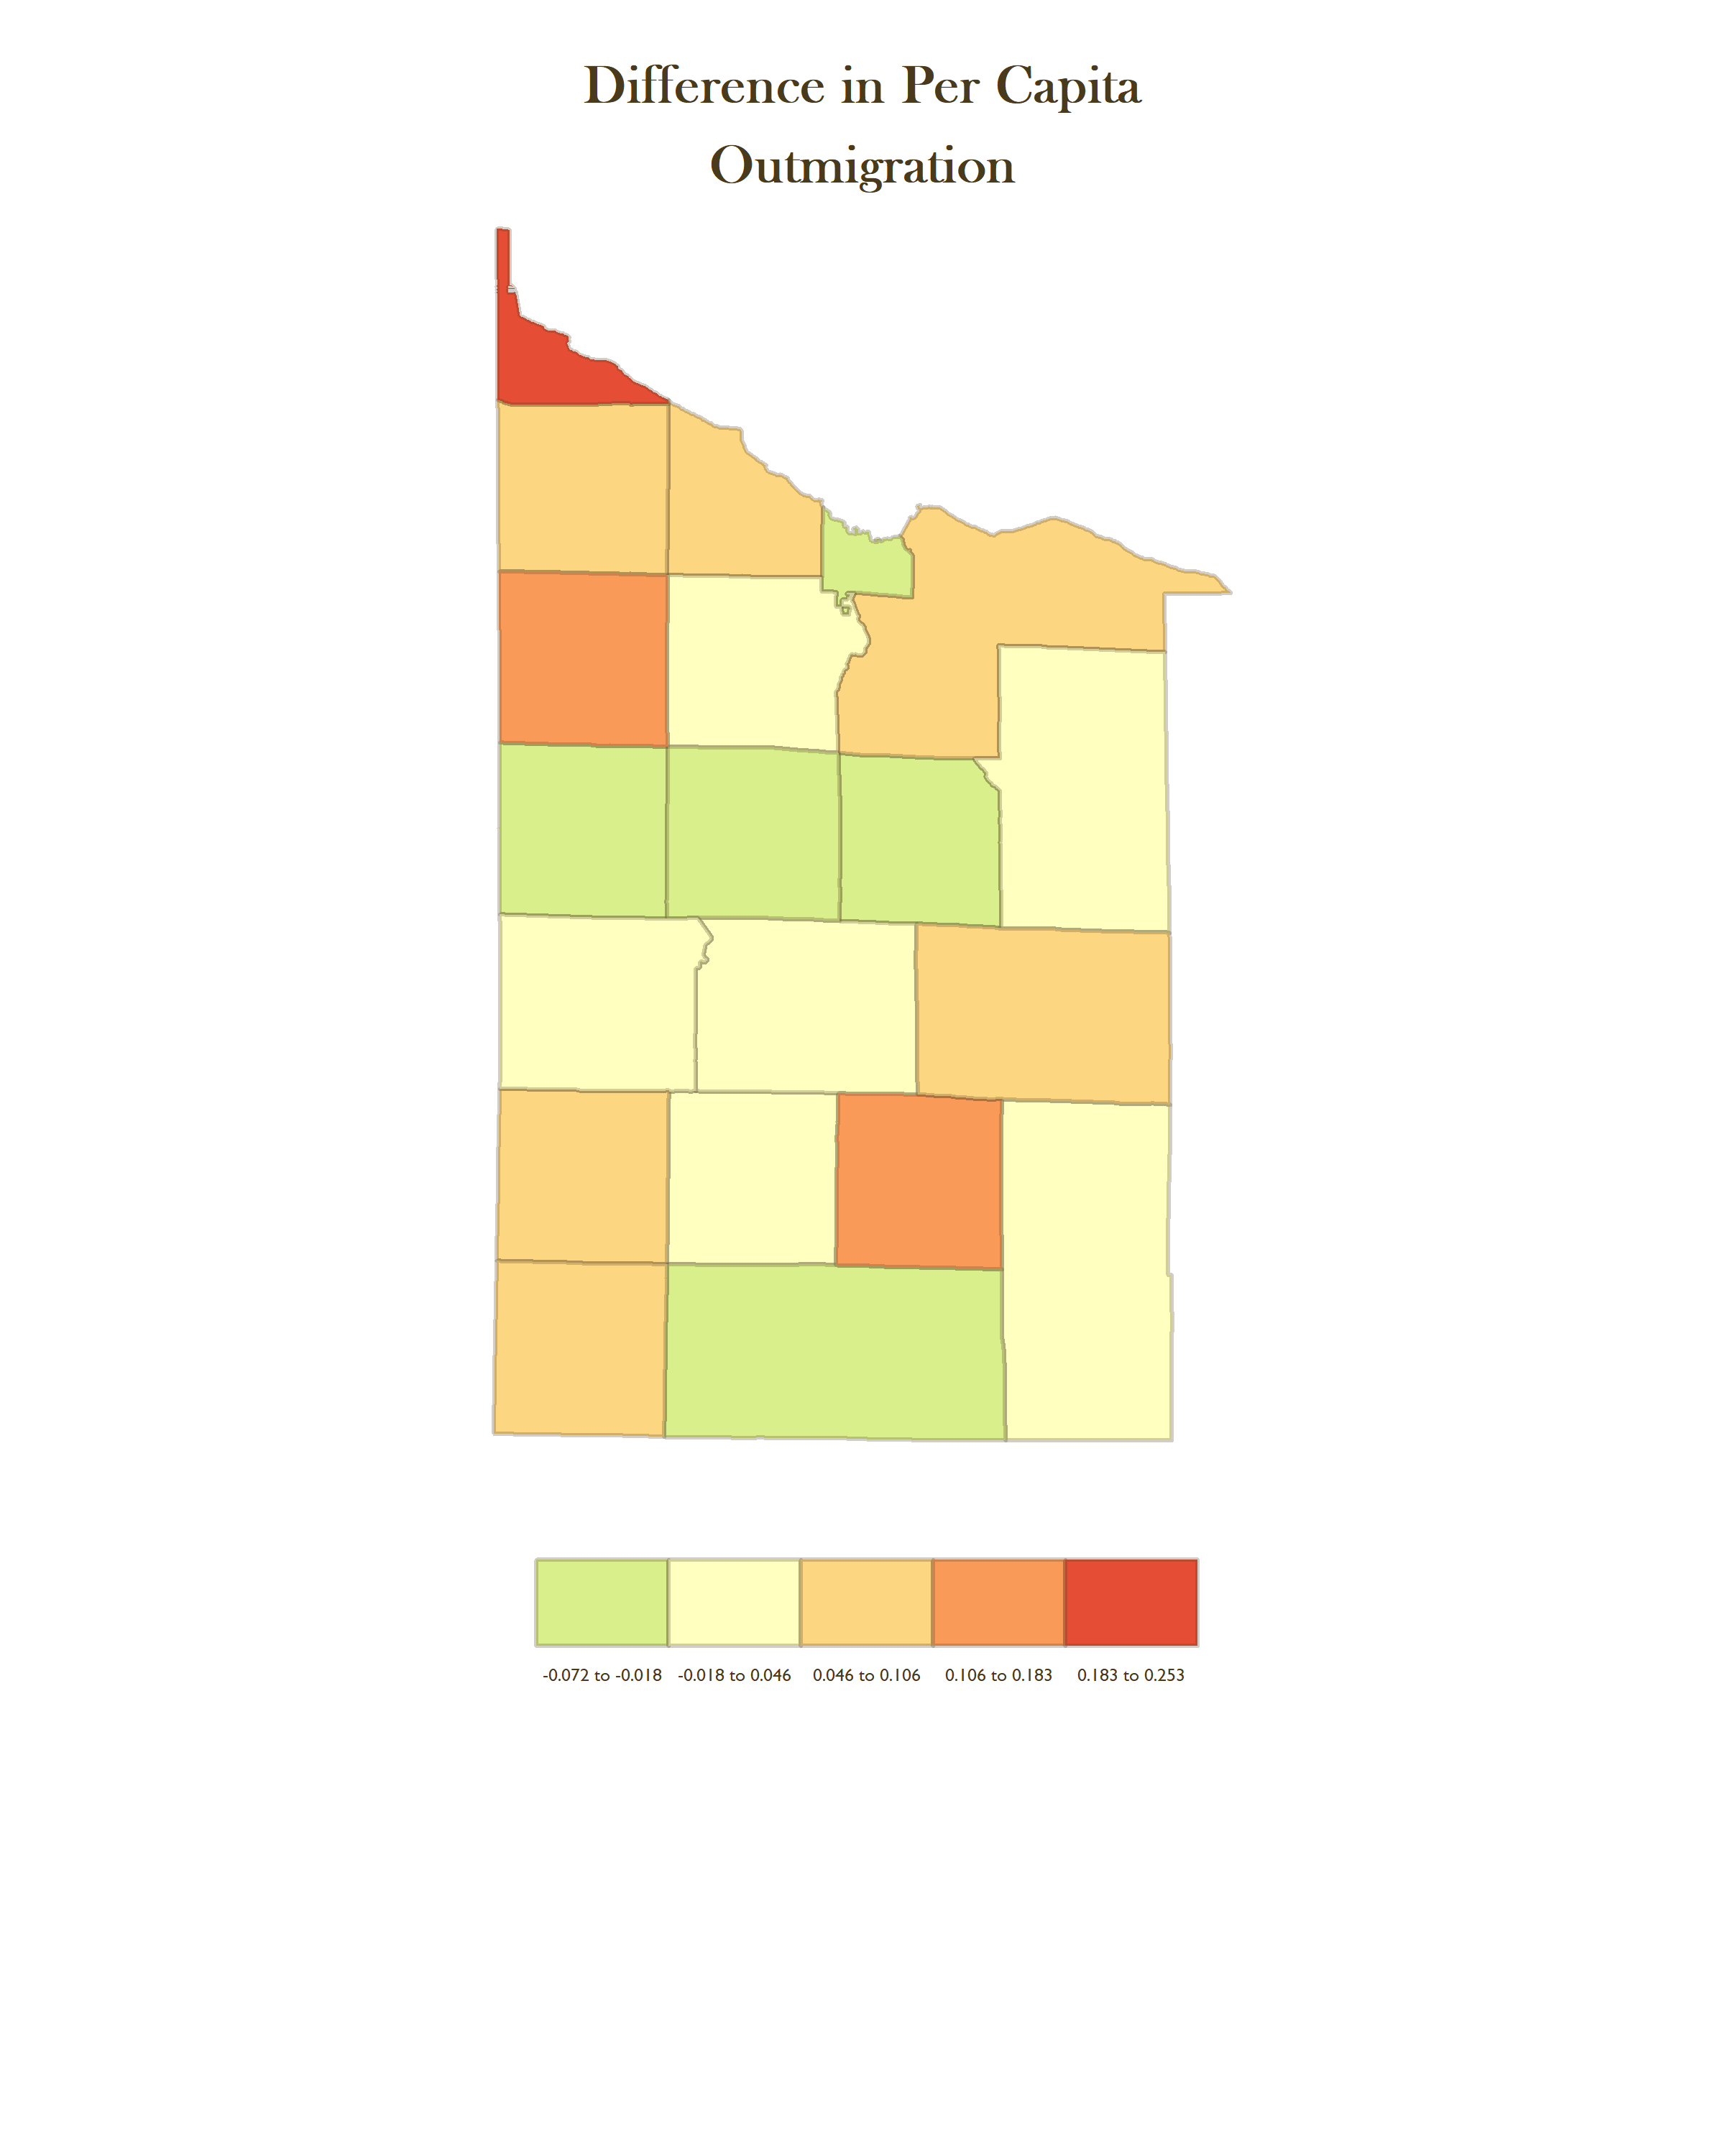 Difference in Per Capita
Outmigration
-0.072 to -0.018 -0.018 to 0.046 0.046 to 0.106 0.106 to 0.183 0.183 to 0.253